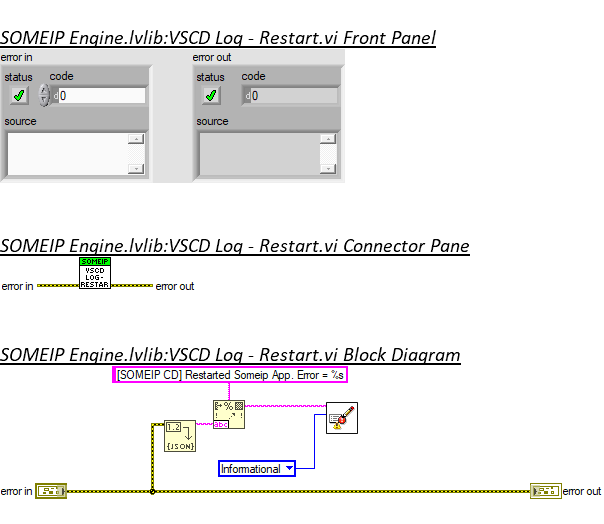 SOMEIP Engine.lvlib:VSCD Log - Restart.vi Front Panel
error in error out
status code status code
d 0 d 0
source source
SOMEIP Engine.lvlib:VSCD Log - Restart.vi Connector Pane
SOMEIP
VSCD
LOG-
RESTAR
error in error out
SOMEIP Engine.lvlib:VSCD Log - Restart.vi Block Diagram
[SOMEIP CD] Restarted Someip App. Error = %s
%
abc
1.2
{JSON}
Informational
error in error out